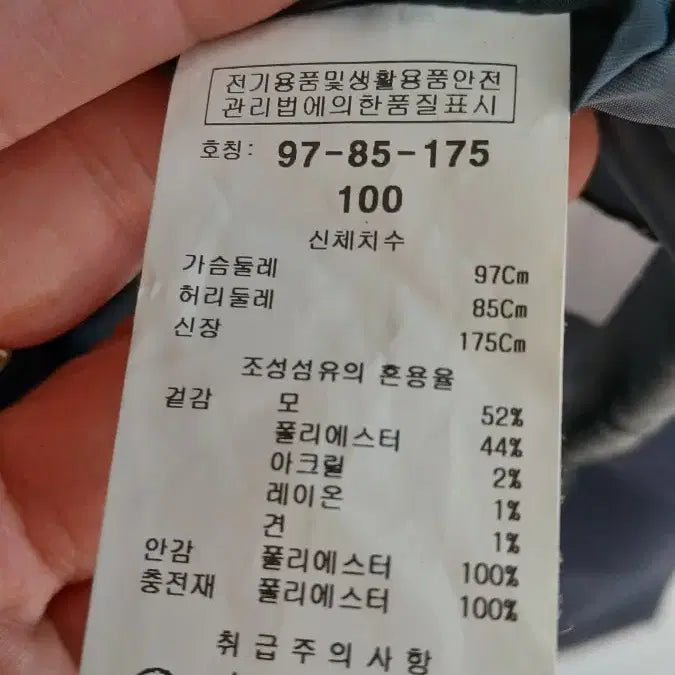 전기용품및생활용품안전
관리법에의한품질표시
호칭: 97-85-175
100
신체치수
가슴둘레 97Cm
허리둘레 85Cm
신장 175Cm
조성섬유의 혼용율
겉감 모 52%
폴리에스터 44%
아크릴 2%
레이온 1%
견 1%
안감 폴리에스터 100%
충전재 폴리에스터 100%
취급주의사항